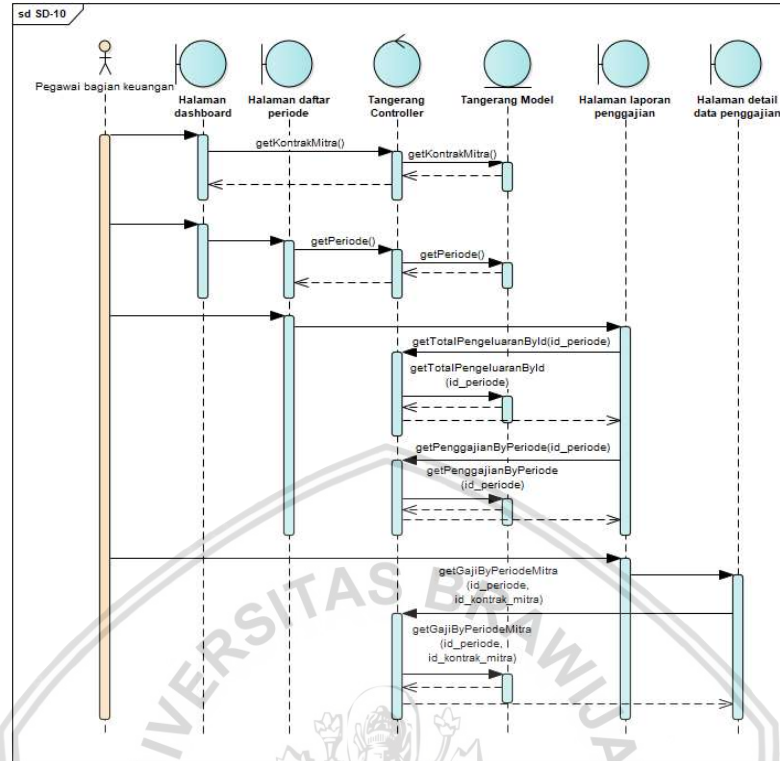 sd SD-10
Pegawai bagian keuangan
Halaman
dashboard
Halaman daftar
periode
Tangerang
Controller
Tangerang Model
Halaman laporan
penggajian
Halaman detail
data penggajian
getKontrakMitra()
getKontrakMitra()
getPeriode()
getPeriode()
getTotalPengeluaranById(id_periode)
getTotalPengeluaranById
(id_periode)
getPenggajianByPeriode(id_periode)
getPenggajianByPeriode
(id_periode)
getGajiByPeriodeMitra
(id_periode,
id_kontrak_mitra)
getGajiByPeriodeMitra
(id_periode,
id_kontrak_mitra)
IVERSITAS BRAWIJA